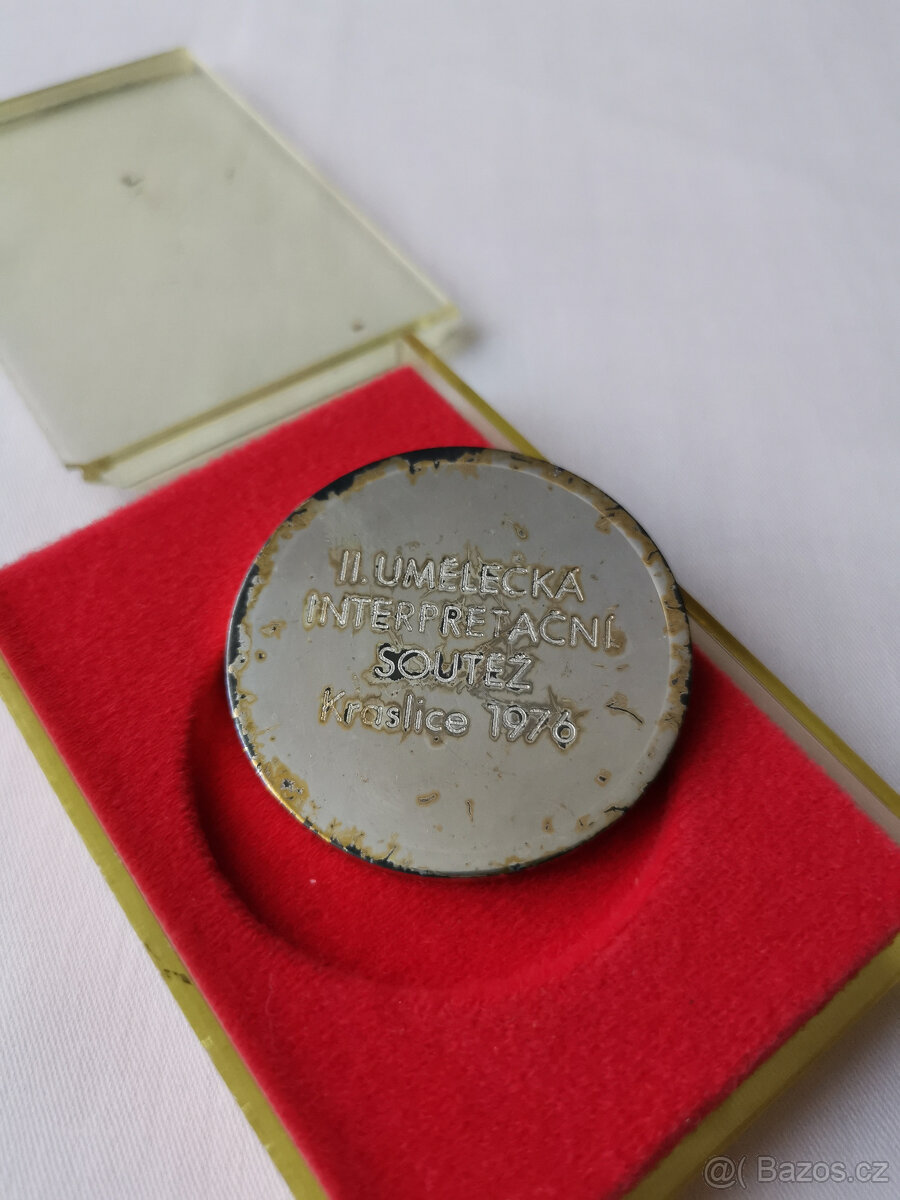 II. UMĚLECKÁ
INTERPRETAČNÍ
SOUTĚŽ
Kraslice 1976
@( Bazos.cz